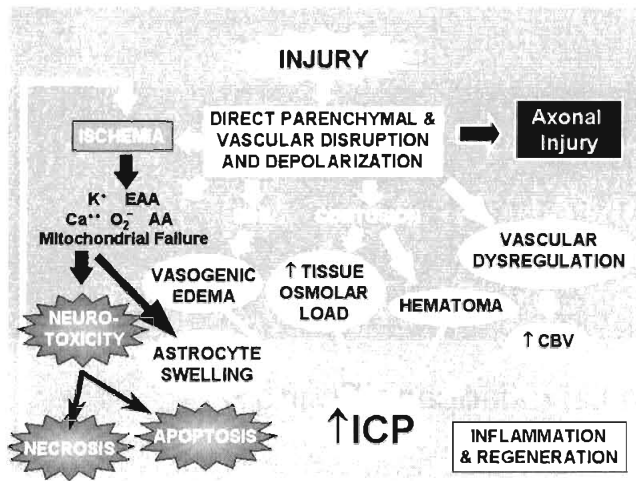 INJURY
DIRECT PARENCHYMAL &
VASCULAR DISRUPTION
AND DEPOLARIZATION
Axonal
Injury
ISCHEMIA
K⁺ EAA
Ca⁺⁺ O₂⁻ AA
Mitochondrial Failure
CONTUSION
VASCULAR
DYSREGULATION
VASOGENIC
EDEMA
↑ TISSUE
OSMOLAR
LOAD
HEMATOMA
NEURO-
TOXICITY
↑ CBV
ASTROCYTE
SWELLING
↑ICP
NECROSIS
APOPTOSIS
INFLAMMATION
& REGENERATION